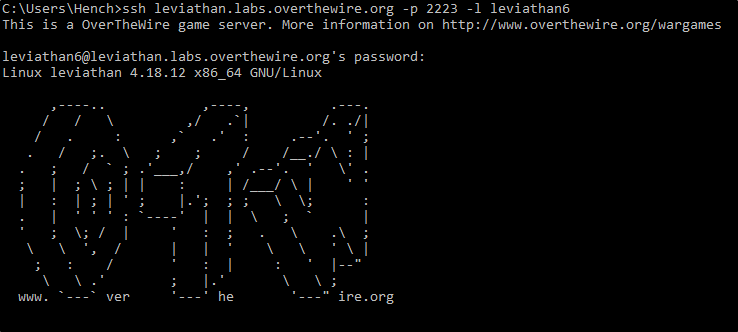 C:\Users\Hench>ssh leviathan.labs.overthewire.org -p 2223 -l leviathan6
This is a OverTheWire game server. More information on http://www.overthewire.org/wargames
leviathan6@leviathan.labs.overthewire.org's password:
Linux leviathan 4.18.12 x86_64 GNU/Linux
www. ver he ire.org